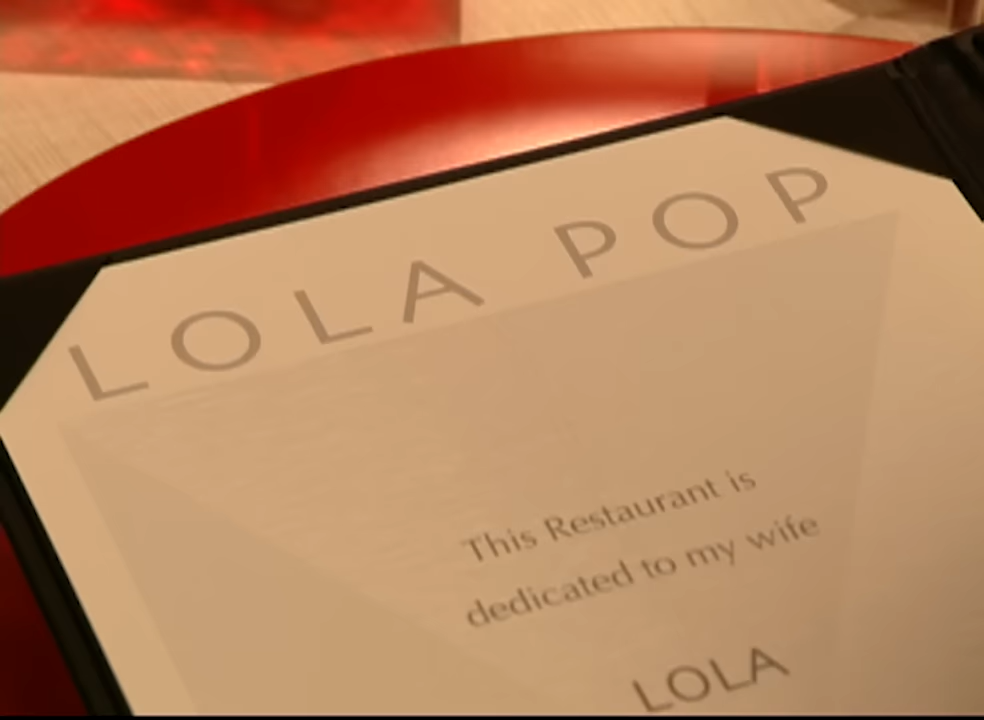 LOLA POP
This Restaurant is
dedicated to my wife
LOLA